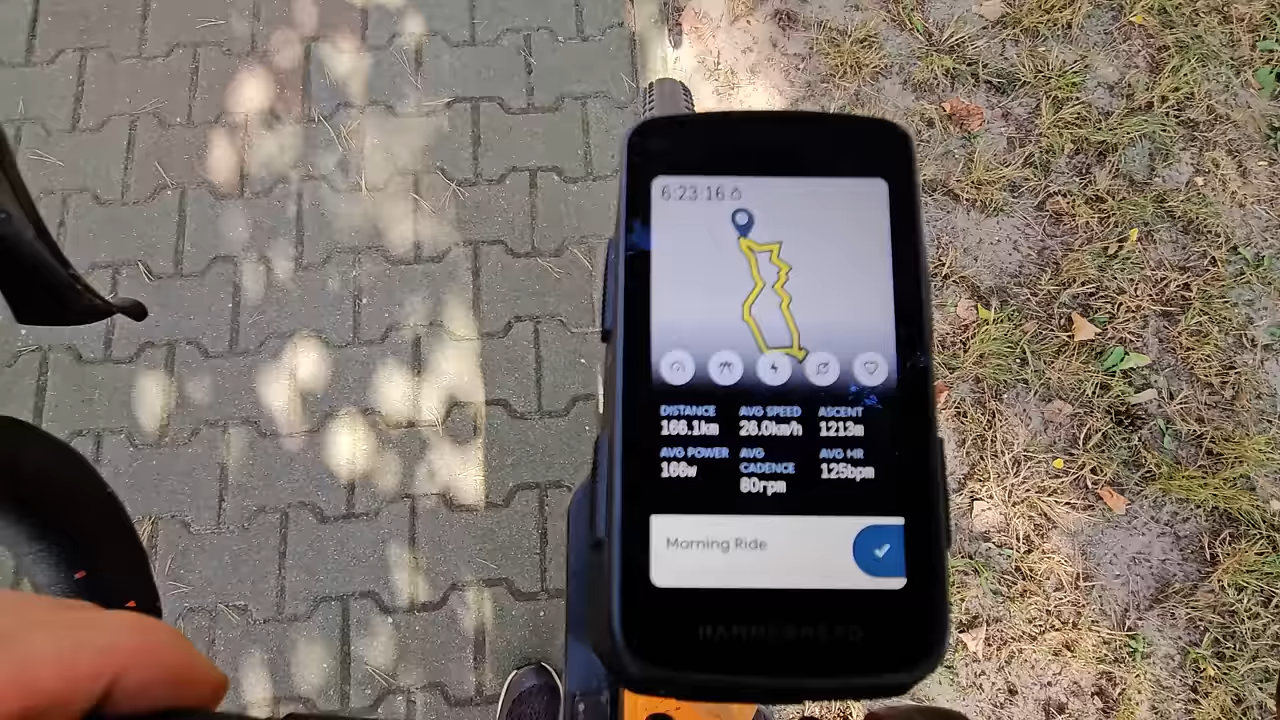 6:23:16
DISTANCE AVG SPEED ASCENT
166.1km 26.0km/h 1213m
AVG POWER AVG CADENCE AVG HR
166w 80rpm 125bpm
Morning Ride
HAMMERHEAD